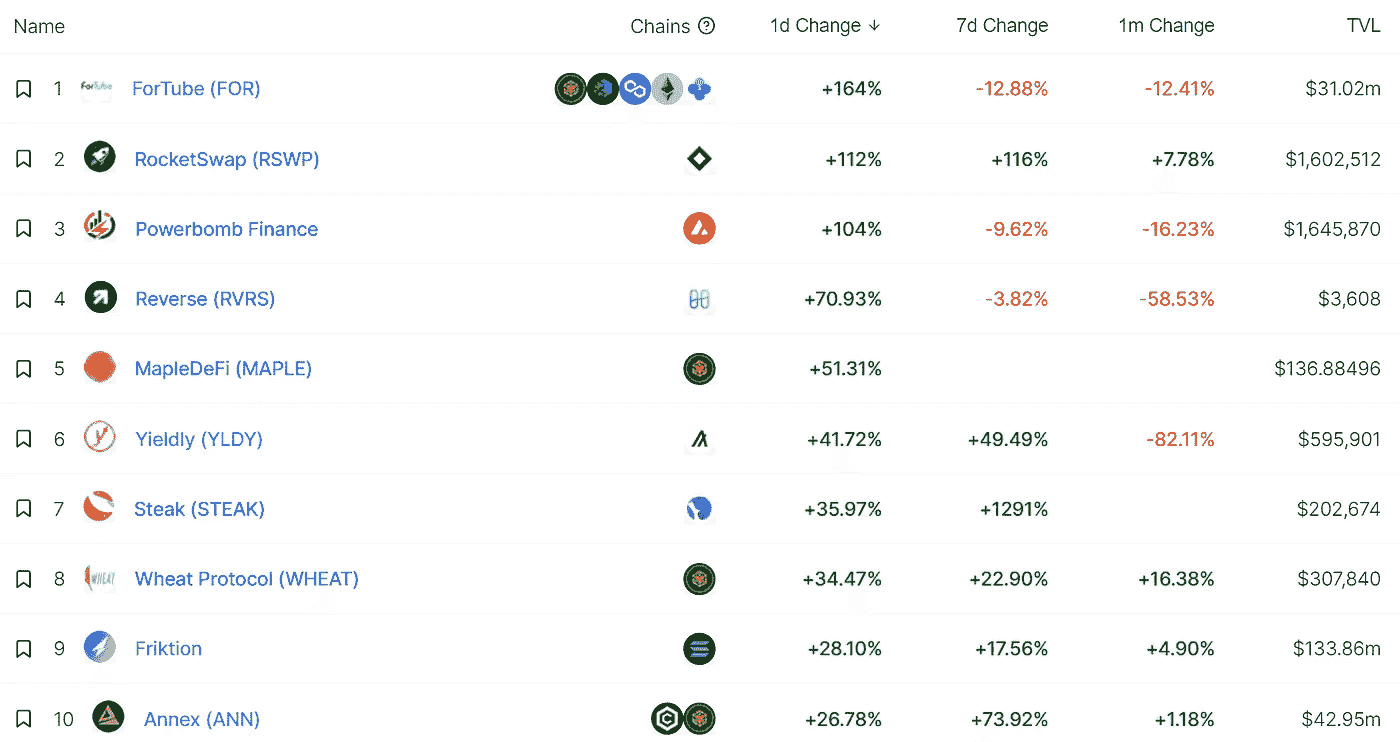 Name Chains ? 1d Change ↓ 7d Change 1m Change TVL
1 ForTube ForTube (FOR) +164% -12.88% -12.41% $31.02m
2 RocketSwap (RSWP) +112% +116% +7.78% $1,602,512
3 Powerbomb Finance +104% -9.62% -16.23% $1,645,870
4 Reverse (RVRS) +70.93% -3.82% -58.53% $3,608
5 MapleDeFi (MAPLE) +51.31% $136.88496
6 Yieldly (YLDY) +41.72% +49.49% -82.11% $595,901
7 Steak (STEAK) +35.97% +1291% $202,674
8 WHEAT Wheat Protocol (WHEAT) +34.47% +22.90% +16.38% $307,840
9 Friktion +28.10% +17.56% +4.90% $133.86m
10 Annex (ANN) +26.78% +73.92% +1.18% $42.95m